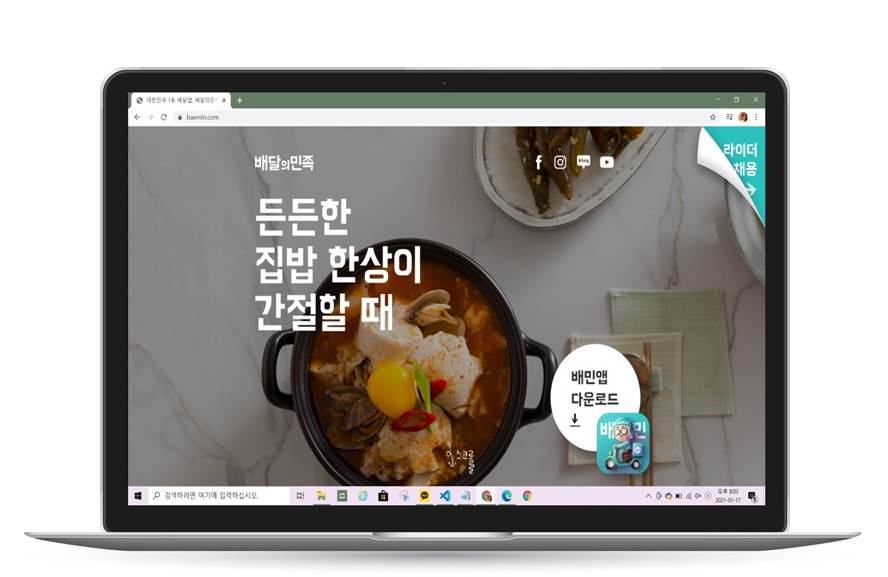 대한민국 1등 배달앱, 배달의민족
baemin.com
배달의민족
blog
라이더
채용
든든한
집밥 한상이
간절할 때
배민앱
다운로드
배민
스크롤
검색하려면 여기에 입력하십시오.
오후 8:03
2021-01-17